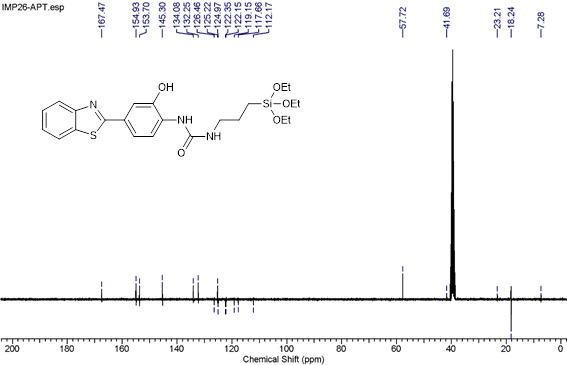 IMP26-APT.esp
167.47
154.93
153.70
145.30
134.08
132.25
126.46
125.22
124.97
122.35
122.15
119.15
117.66
112.17
57.72
41.69
23.21
18.24
7.28
OH
OEt
N
Si OEt
NH
OEt
S
NH
O
200 180 160 140 120 100 80 60 40 20 0
Chemical Shift (ppm)